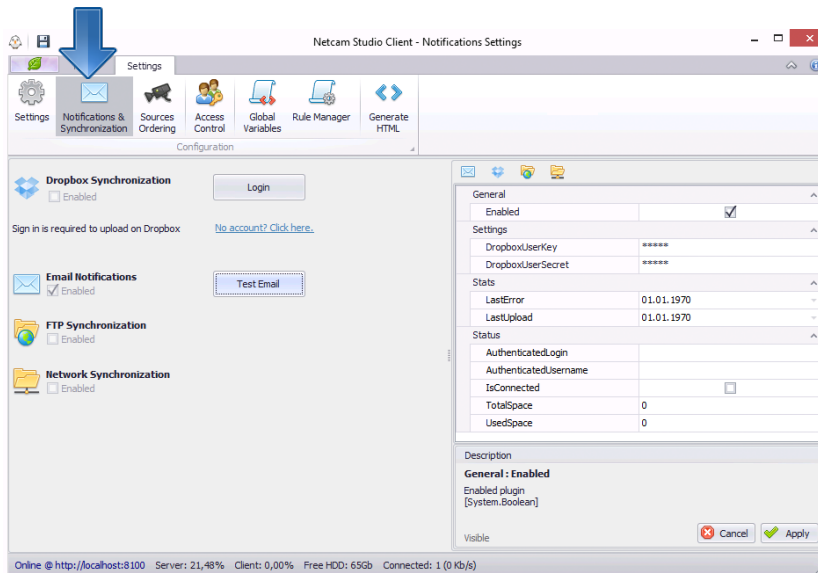 Netcam Studio Client - Notifications Settings
Settings
Settings
Notifications &
Synchronization
Sources
Ordering
Access
Control
Global
Variables
Rule Manager
Generate
HTML
Configuration
Dropbox Synchronization
Enabled
Login
Sign in is required to upload on Dropbox
No account? Click here.
Email Notifications
Enabled
Test Email
FTP Synchronization
Enabled
Network Synchronization
Enabled
General
Enabled
Settings
DropboxUserKey *****
DropboxUserSecret *****
Stats
LastError 01.01.1970
LastUpload 01.01.1970
Status
AuthenticatedLogin
AuthenticatedUsername
IsConnected
TotalSpace 0
UsedSpace 0
Description
General : Enabled
Enabled plugin
[System.Boolean]
Visible
Cancel
Apply
Online @ http://localhost:8100 Server: 21,48% Client: 0,00% Free HDD: 65Gb Connected: 1 (0 Kb/s)